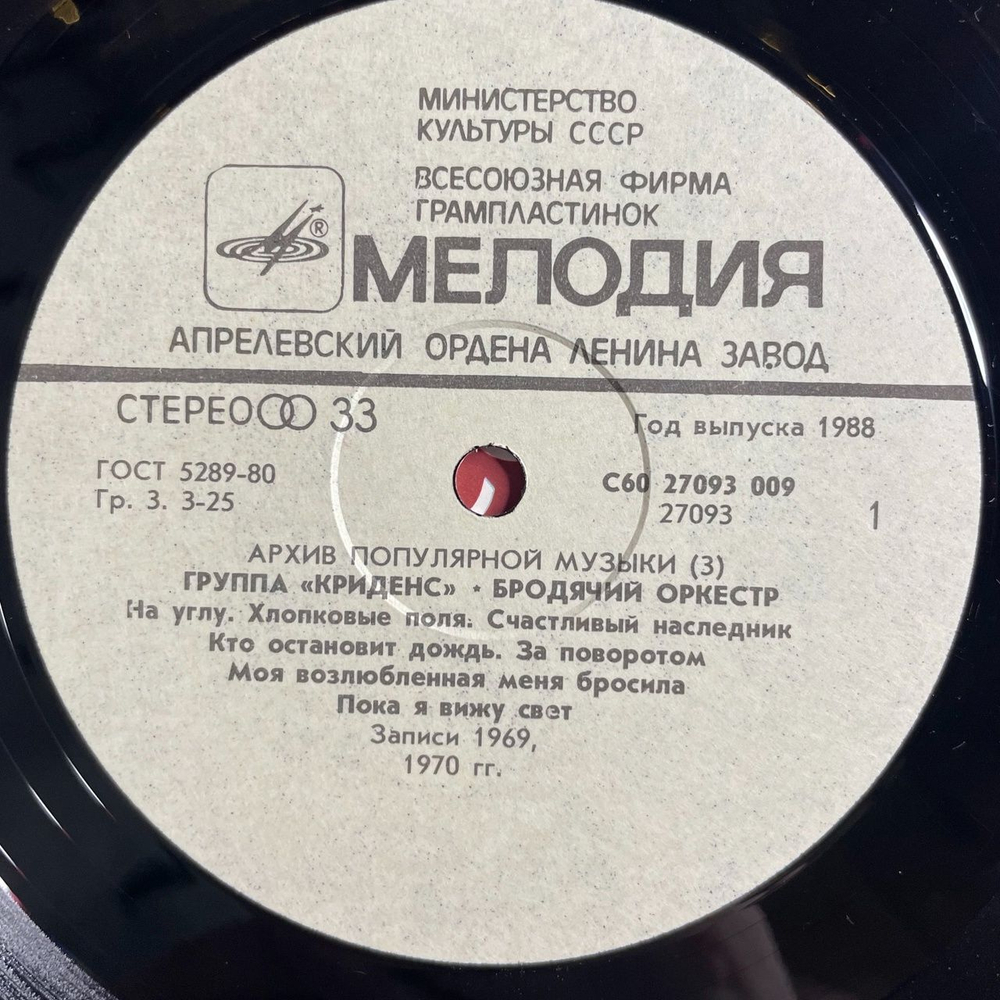 МИНИСТЕРСТВО
КУЛЬТУРЫ СССР
ВСЕСОЮЗНАЯ ФИРМА
ГРАМПЛАСТИНОК
®
МЕЛОДИЯ
АПРЕЛЕВСКИЙ ОРДЕНА ЛЕНИНА ЗАВОД
СТЕРЕО 33
Год выпуска 1988
ГОСТ 5289-80
Гр. 3. 3-25
С60 27093 009
27093
1
АРХИВ ПОПУЛЯРНОЙ МУЗЫКИ (3)
ГРУППА «КРИДЕНС» • БРОДЯЧИЙ ОРКЕСТР
На углу. Хлопковые поля. Счастливый наследник
Кто остановит дождь. За поворотом
Моя возлюбленная меня бросила
Пока я вижу свет
Записи 1969,
1970 гг.